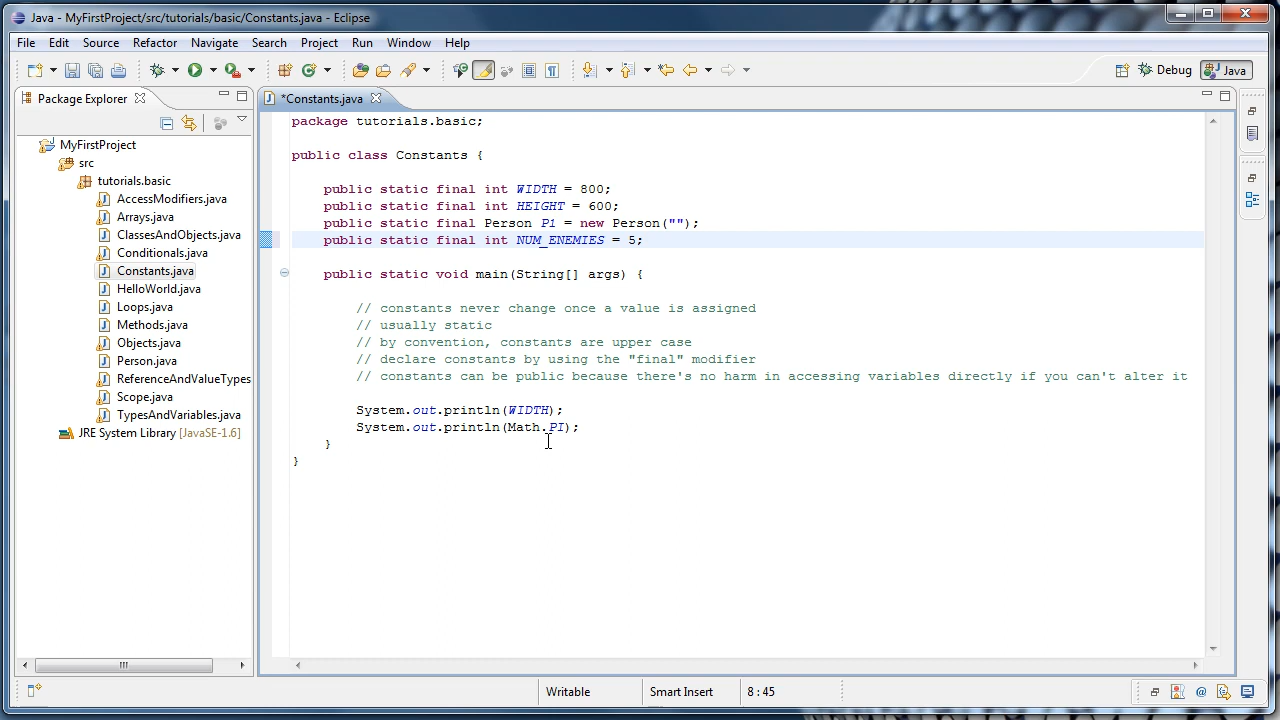 Java - MyFirstProject/src/tutorials/basic/Constants.java - Eclipse
File Edit Source Refactor Navigate Search Project Run Window Help
Debug Java
Package Explorer
*Constants.java
MyFirstProject
src
tutorials.basic
AccessModifiers.java
Arrays.java
ClassesAndObjects.java
Conditionals.java
Constants.java
HelloWorld.java
Loops.java
Methods.java
Objects.java
Person.java
ReferenceAndValueTypes
Scope.java
TypesAndVariables.java
JRE System Library [JavaSE-1.6]
package tutorials.basic;
public class Constants {
public static final int WIDTH = 800;
public static final int HEIGHT = 600;
public static final Person P1 = new Person("");
public static final int NUM_ENEMIES = 5;
public static void main(String[] args) {
// constants never change once a value is assigned
// usually static
// by convention, constants are upper case
// declare constants by using the "final" modifier
// constants can be public because there's no harm in accessing variables directly if you can't alter it
System.out.println(WIDTH);
System.out.println(Math.PI);
}
}
Writable Smart Insert 8:45